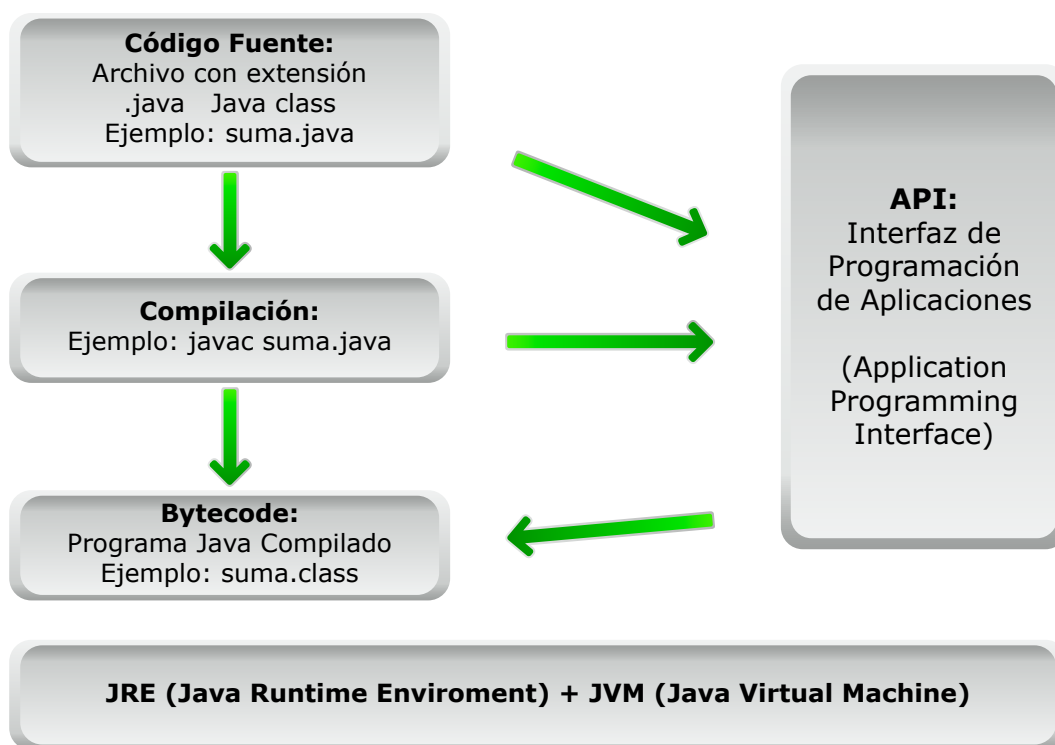 Código Fuente:
Archivo con extensión
.java Java class
Ejemplo: suma.java
Compilación:
Ejemplo: javac suma.java
Bytecode:
Programa Java Compilado
Ejemplo: suma.class
API:
Interfaz de
Programación
de Aplicaciones
(Application
Programming
Interface)
JRE (Java Runtime Enviroment) + JVM (Java Virtual Machine)